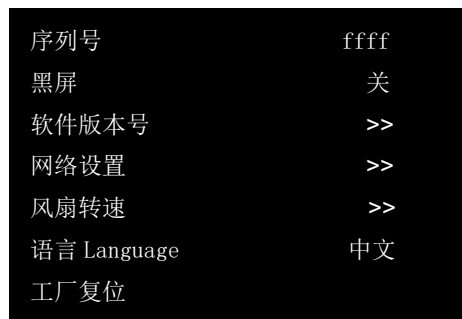 序列号 ffff
黑屏 关
软件版本号 >>
网络设置 >>
风扇转速 >>
语言 Language 中文
工厂复位